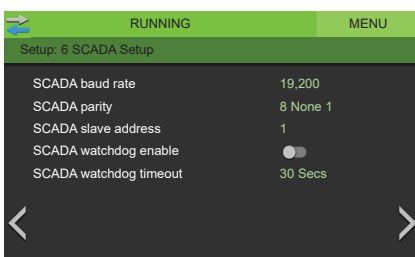 RUNNING MENU
Setup: 6 SCADA Setup
SCADA baud rate 19,200
SCADA parity 8 None 1
SCADA slave address 1
SCADA watchdog enable
SCADA watchdog timeout 30 Secs